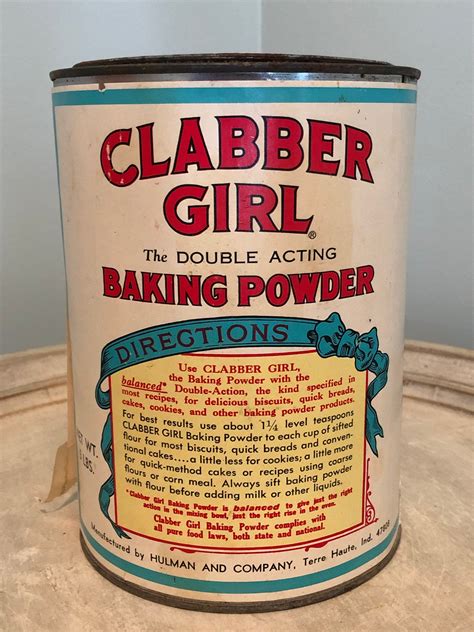 CLABBER
GIRL®
The DOUBLE ACTING
BAKING POWDER
DIRECTIONS
Use CLABBER GIRL,
the Baking Powder with the
balanced* Double-Action, the kind specified in
most recipes, for delicious biscuits, quick breads,
cakes, cookies, and other baking powder products.
For best results use about 1¼ level teaspoons
CLABBER GIRL Baking Powder to each cup of sifted
flour for most biscuits, quick breads and conven-
tional cakes....a little less for cookies; a little more
for quick-method cakes or recipes using coarse
flours or corn meal. Always sift baking powder
with flour before adding milk or other liquids.
*Clabber Girl Baking Powder is balanced to give just the right
action in the mixing bowl, just the right rise in the oven.
Clabber Girl Baking Powder complies with
all pure food laws, both state and national.
WT.
LBS.
Manufactured by HULMAN AND COMPANY, Terre Haute, Ind. 47808